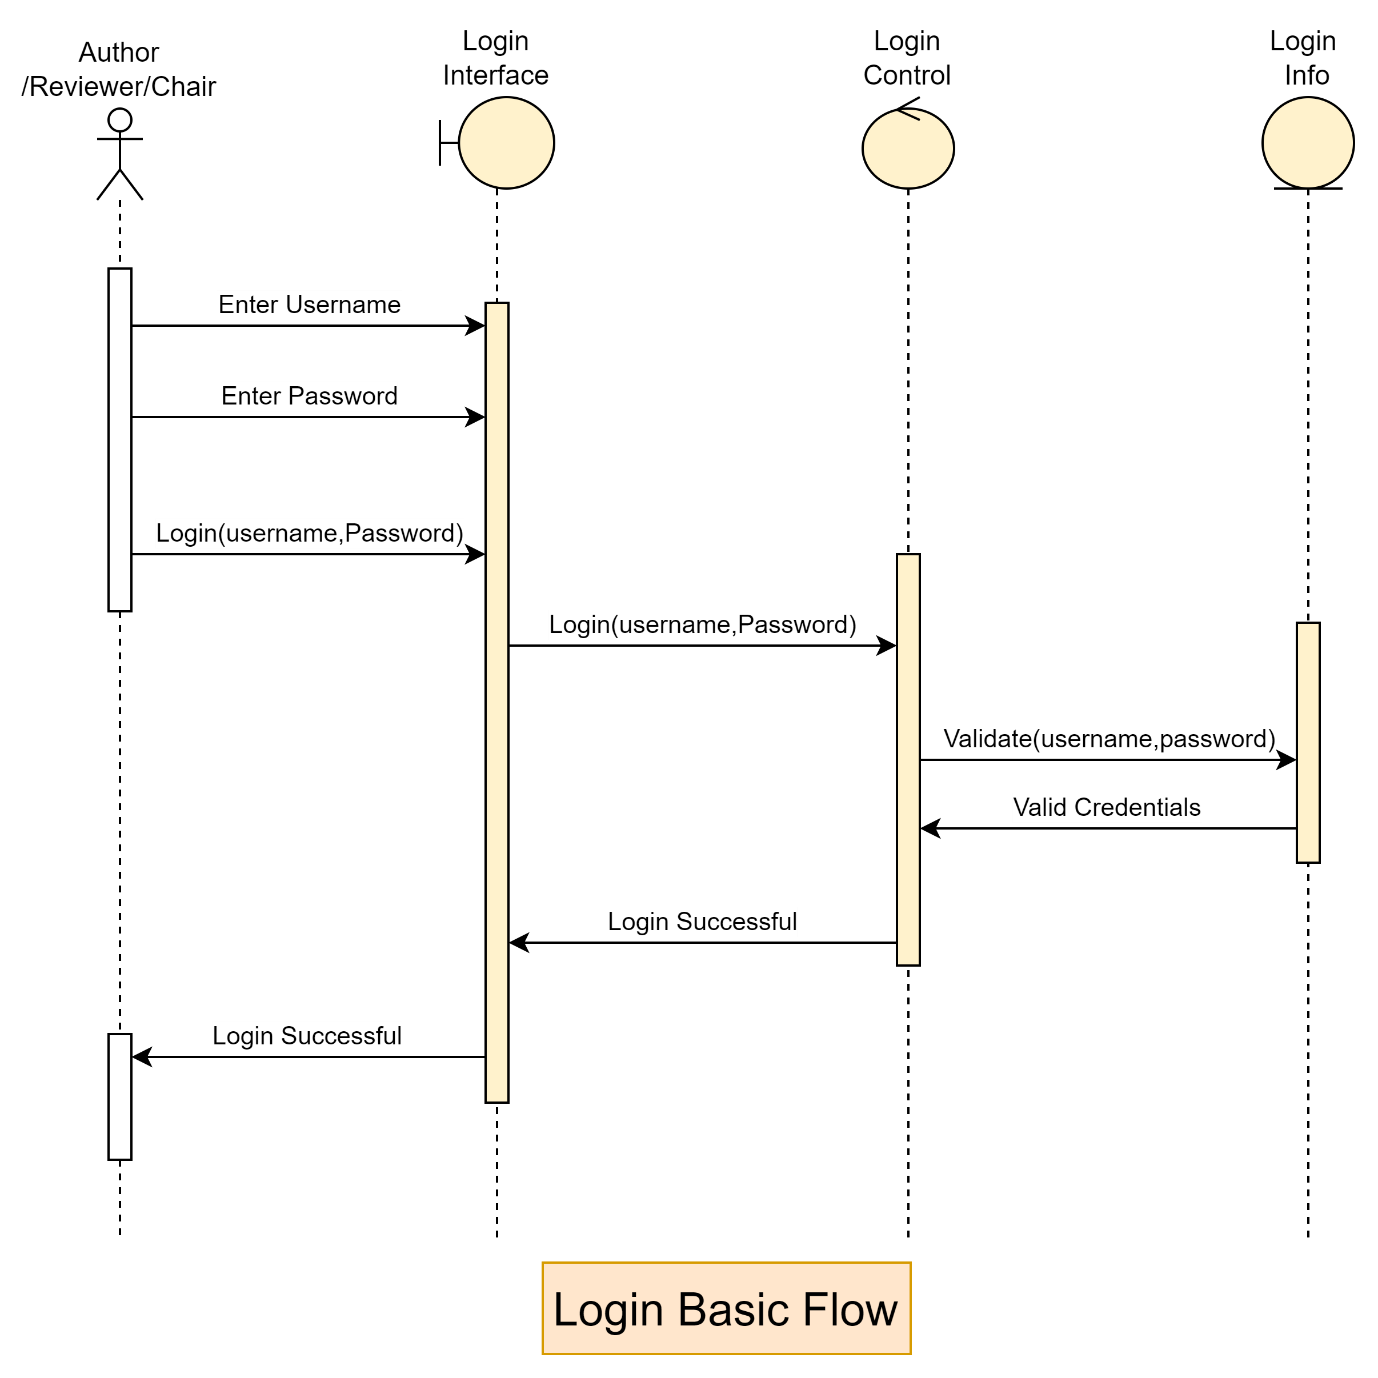 Author
/Reviewer/Chair
Login
Interface
Login
Control
Login
Info
Enter Username
Enter Password
Login(username,Password)
Login(username,Password)
Validate(username,password)
Valid Credentials
Login Successful
Login Successful
Login Basic Flow